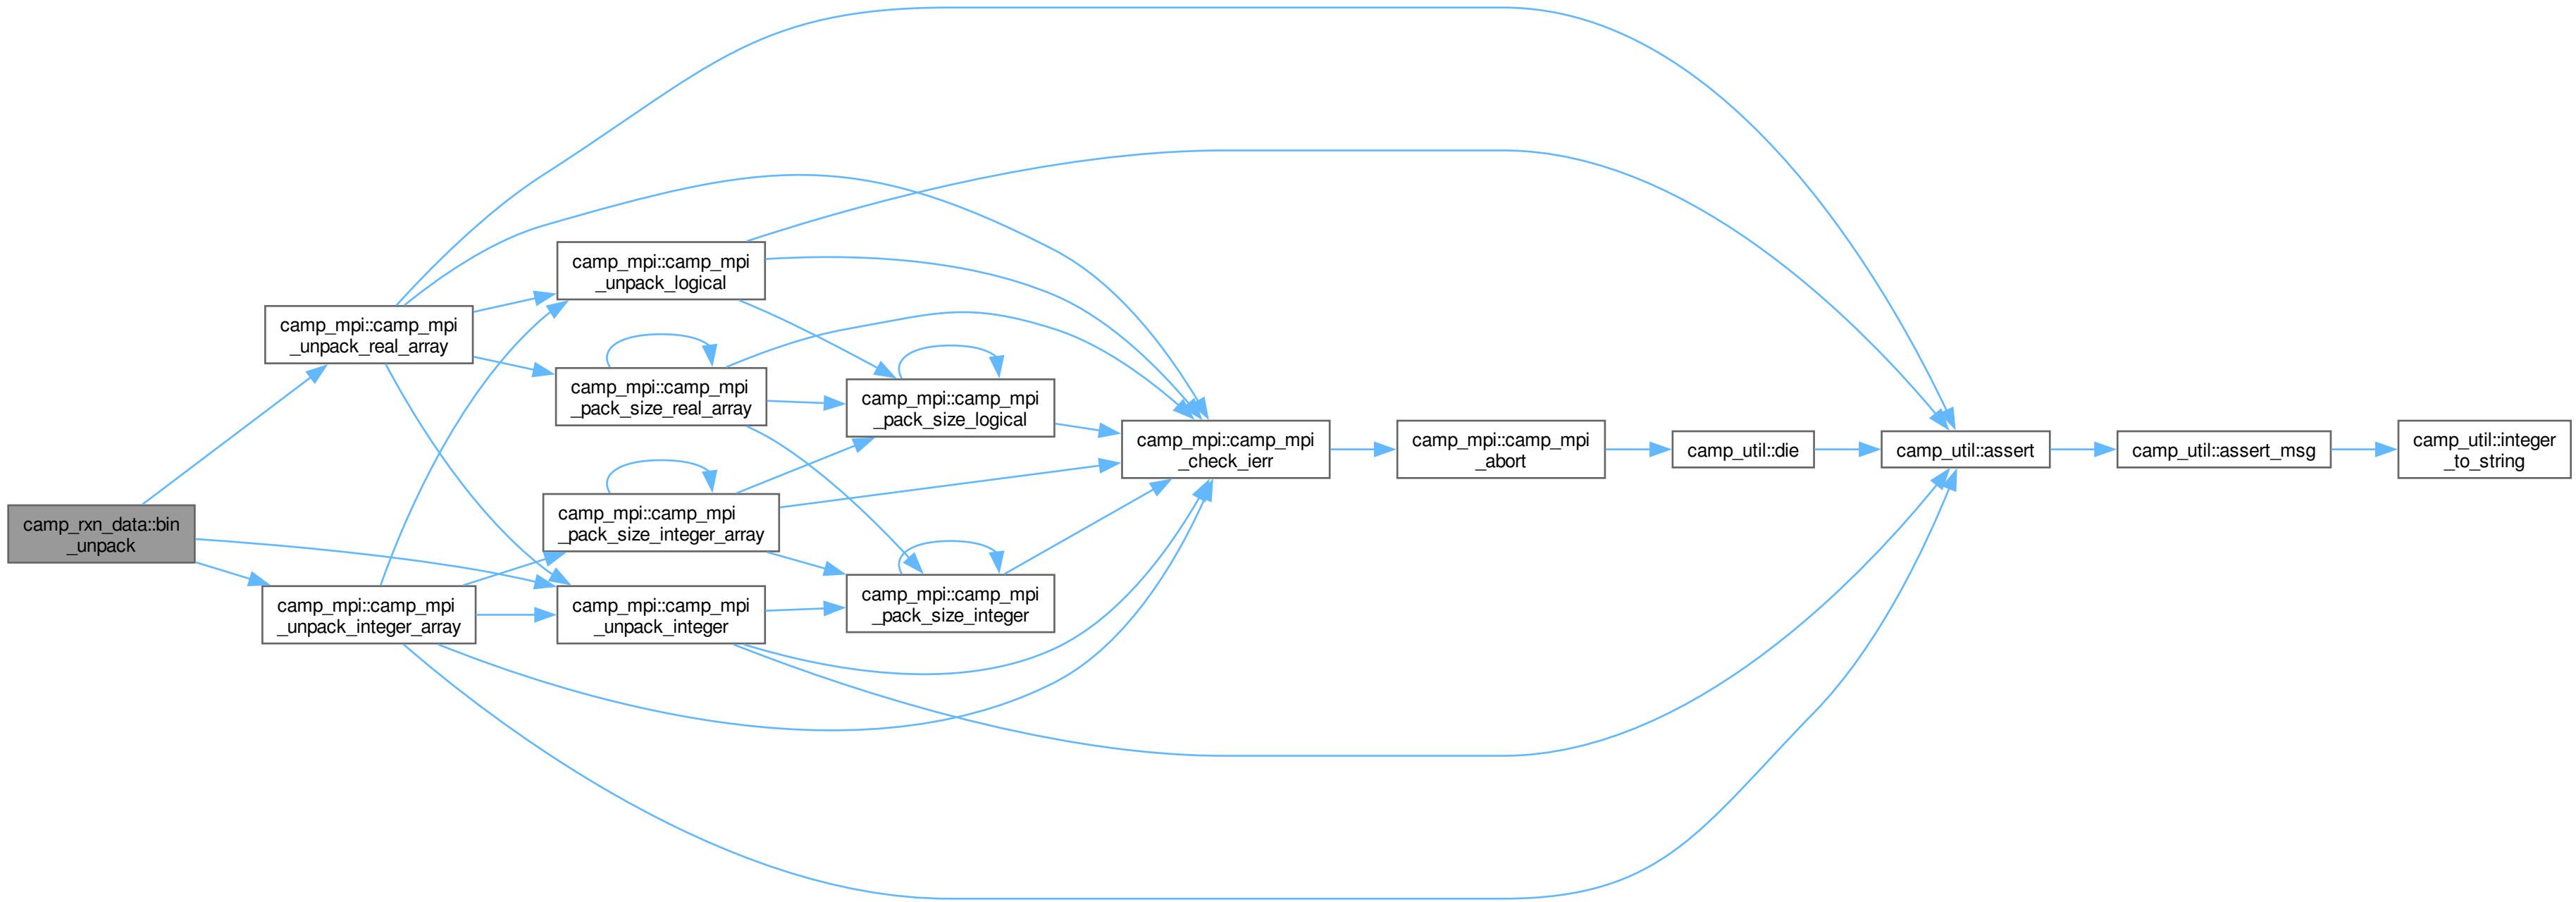 camp_rxn_data::bin
_unpack
camp_mpi::camp_mpi
_unpack_real_array
camp_mpi::camp_mpi
_unpack_integer_array
camp_mpi::camp_mpi
_unpack_logical
camp_mpi::camp_mpi
_pack_size_real_array
camp_mpi::camp_mpi
_pack_size_integer_array
camp_mpi::camp_mpi
_unpack_integer
camp_mpi::camp_mpi
_pack_size_logical
camp_mpi::camp_mpi
_pack_size_integer
camp_mpi::camp_mpi
_check_ierr
camp_mpi::camp_mpi
_abort
camp_util::die
camp_util::assert
camp_util::assert_msg
camp_util::integer
_to_string